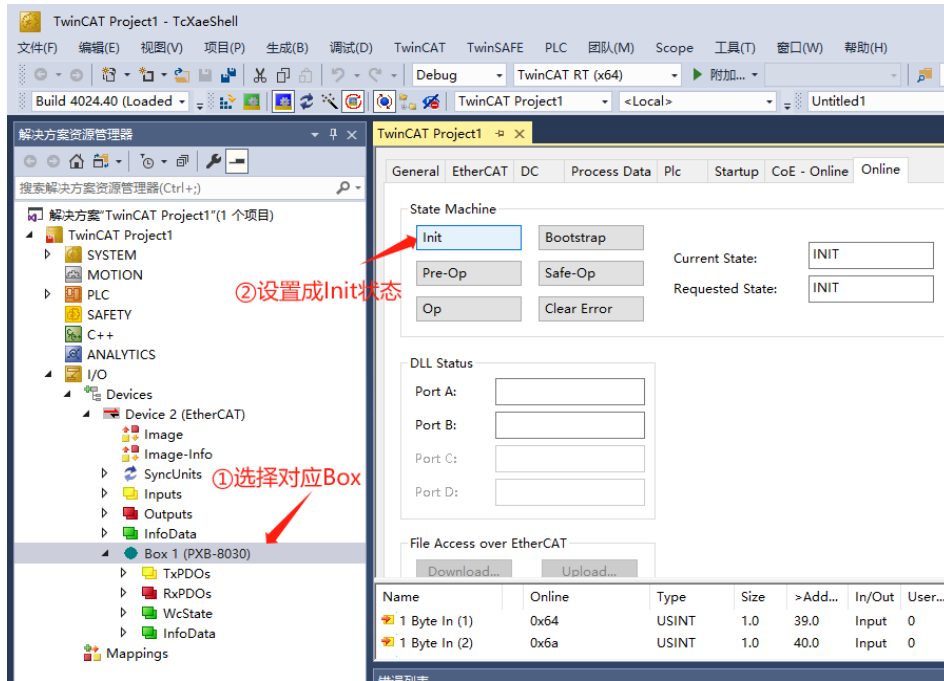 TwinCAT Project1 - TcXaeShell
文件(F) 编辑(E) 视图(V) 项目(P) 生成(B) 调试(D) TwinCAT TwinSAFE PLC 团队(M) Scope 工具(T) 窗口(W) 帮助(H)
Debug TwinCAT RT (x64) 附加...
Build 4024.40 (Loaded TwinCAT Project1 <Local> Untitled1
解决方案资源管理器
搜索解决方案资源管理器(Ctrl+;)
解决方案"TwinCAT Project1"(1 个项目)
TwinCAT Project1
SYSTEM
MOTION
PLC
SAFETY
C++
ANALYTICS
I/O
Devices
Device 2 (EtherCAT)
Image
Image-Info
SyncUnits
Inputs
Outputs
InfoData
Box 1 (PXB-8030)
TxPDOs
RxPDOs
WcState
InfoData
Mappings
①选择对应Box
②设置成Init状态
TwinCAT Project1
General EtherCAT DC Process Data Plc Startup CoE - Online Online
State Machine
Init Bootstrap
Pre-Op Safe-Op
Op Clear Error
Current State: INIT
Requested State: INIT
DLL Status
Port A:
Port B:
Port C:
Port D:
File Access over EtherCAT
Download... Upload...
Name Online Type Size >Add... In/Out User...
1 Byte In (1) 0x64 USINT 1.0 39.0 Input 0
1 Byte In (2) 0x6a USINT 1.0 40.0 Input 0
错误列表